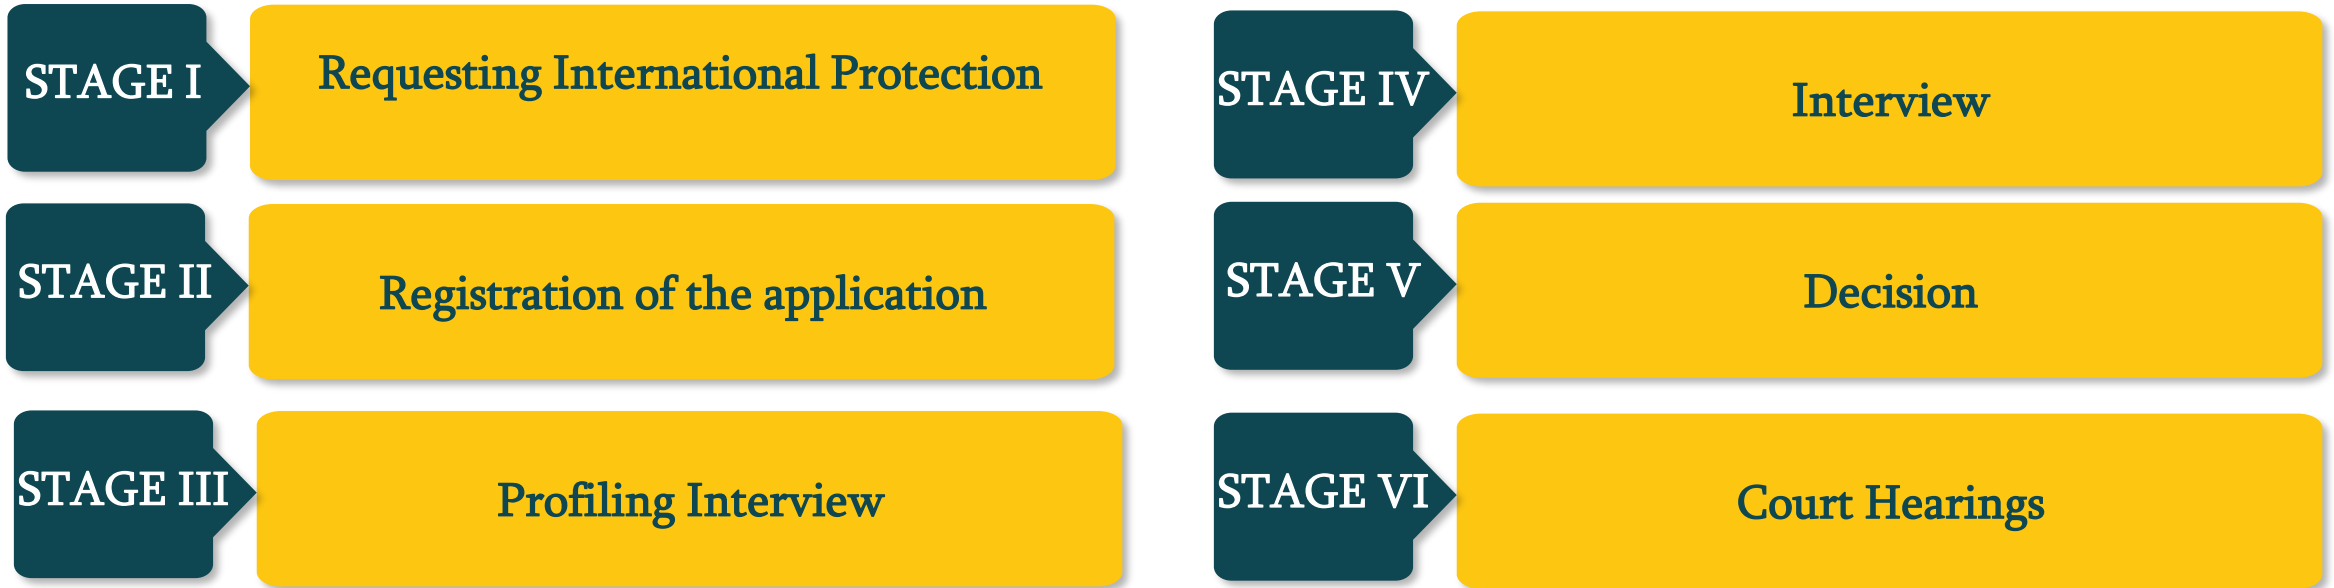 STAGE I
Requesting International Protection
STAGE II
Registration of the application
STAGE III
Profiling Interview
STAGE IV
Interview
STAGE V
Decision
STAGE VI
Court Hearings